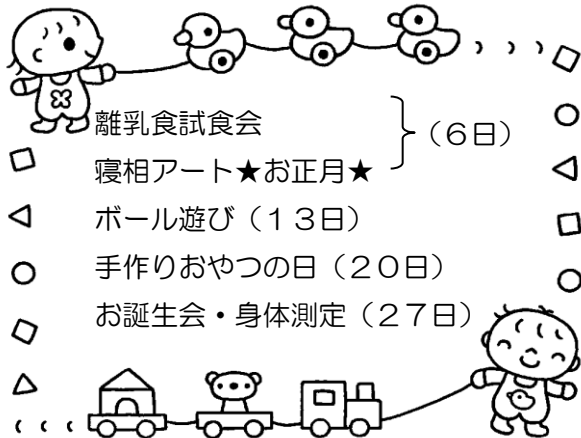 離乳食試食会
寝相アート★お正月★
（６日）
ボール遊び（１３日）
手作りおやつの日（２０日）
お誕生会・身体測定（２７日）